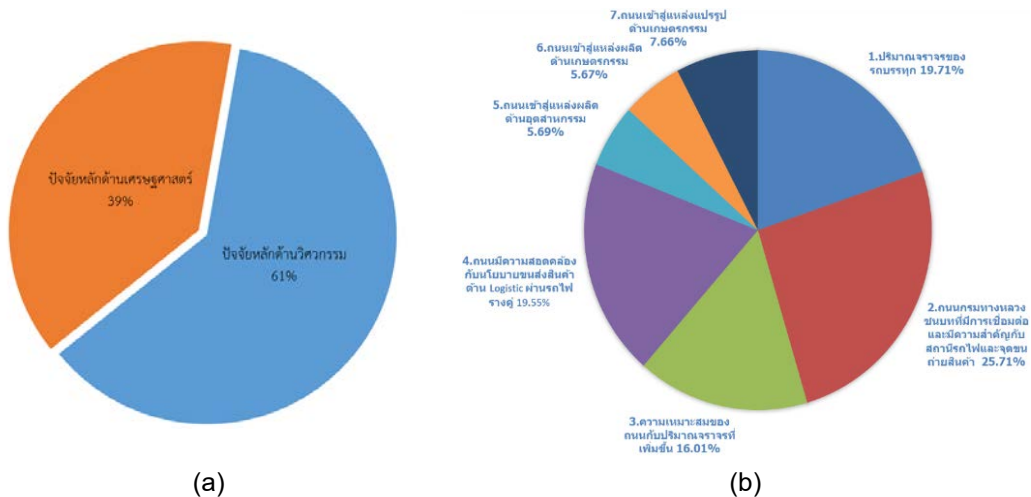 ปัจจัยหลักด้านเศรษฐศาสตร์
39%
ปัจจัยหลักด้านวิศวกรรม
61%
(a)
7.ถนนเข้าสู่แหล่งแปรรูป
ด้านเกษตรกรรม
7.66%
6.ถนนเข้าสู่แหล่งผลิต
ด้านเกษตรกรรม
5.67%
5.ถนนเข้าสู่แหล่งผลิต
ด้านอุตสาหกรรม
5.69%
1.ปริมาณจราจรของ
รถบรรทุก 19.71%
4.ถนนมีความสอดคล้อง
กับนโยบายขนส่งสินค้า
ด้าน Logistic ผ่านรถไฟ
รางคู่ 19.55%
2.ถนนกรมทางหลวง
ชนบทที่มีการเชื่อมต่อ
และมีความสำคัญกับ
สถานีรถไฟและจุดขน
ถ่ายสินค้า 25.71%
3.ความเหมาะสมของ
ถนนกับปริมาณจราจรที่
เพิ่มขึ้น 16.01%
(b)